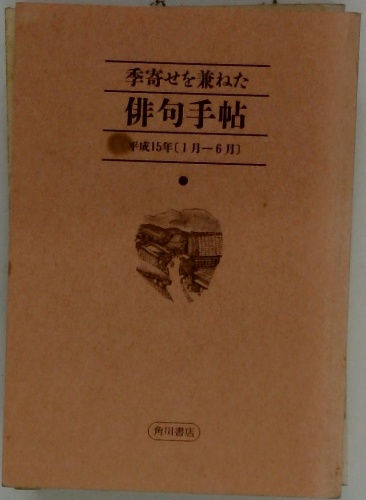 季寄せを兼ねた
俳句手帖
平成15年〔1月―6月〕
角川書店